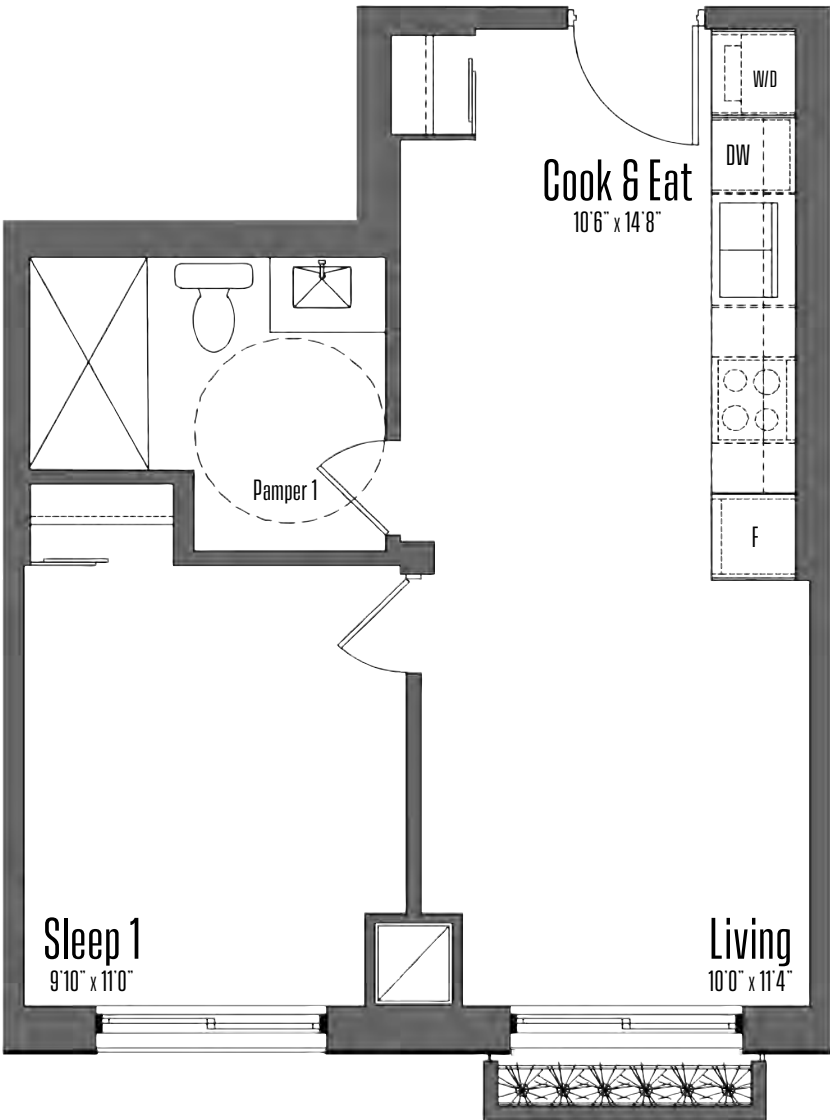 W/D
DW
Cook & Eat
10'6" x 14'8"
Pamper 1
F
Sleep 1
9'10" x 11'0"
Living
10'0" x 11'4"